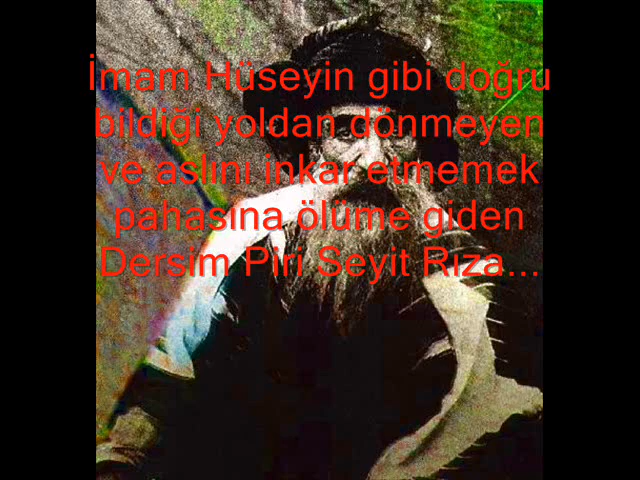 İmam Hüseyin gibi doğru
bildiği yoldan dönmeyen
ve aslını inkar etmemek
pahasına ölüme giden
Dersim Piri Seyit Rıza...